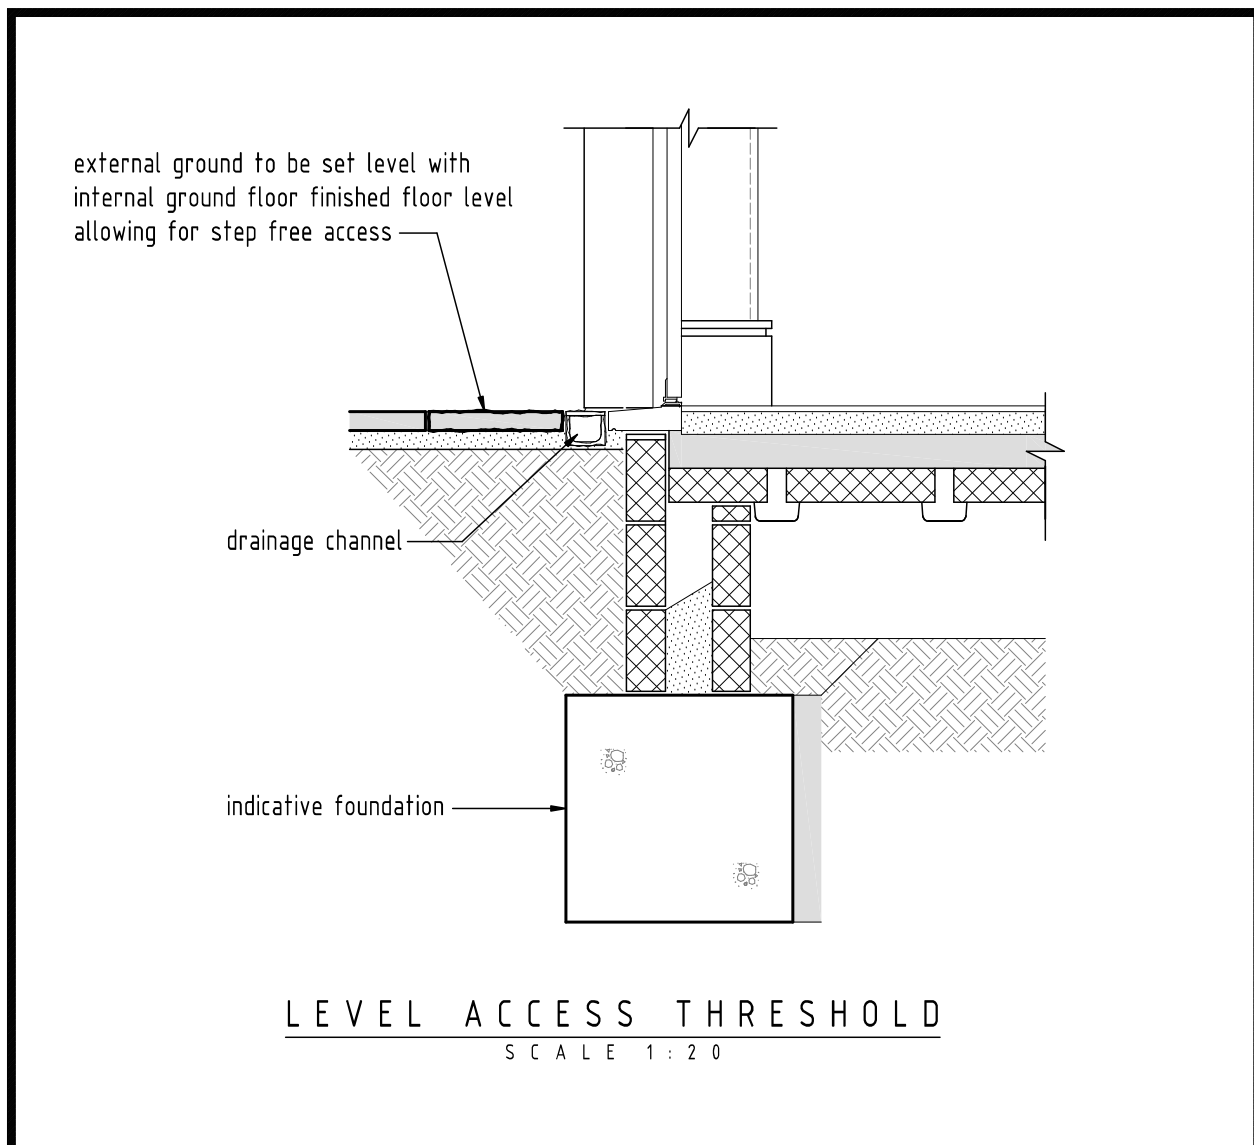 external ground to be set level with
internal ground floor finished floor level
allowing for step free access
drainage channel
indicative foundation
LEVEL ACCESS THRESHOLD
SCALE 1:20